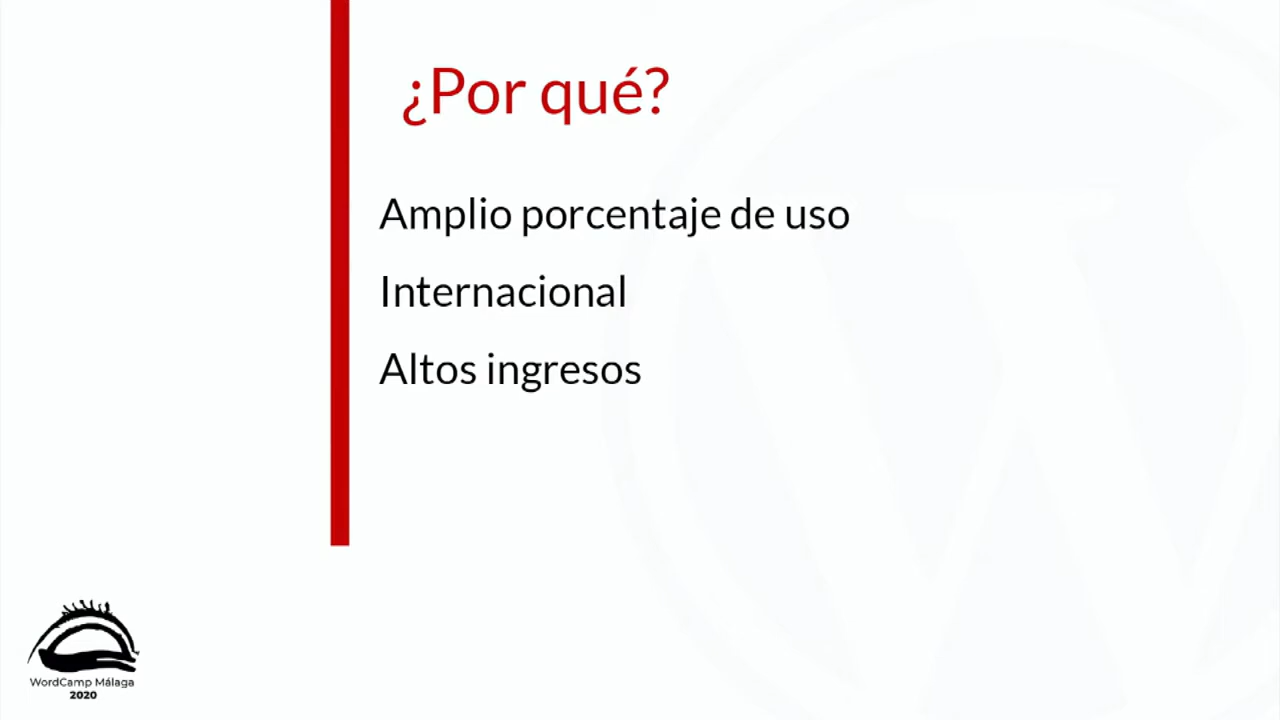 ¿Por qué?
Amplio porcentaje de uso
Internacional
Altos ingresos
WordCamp Málaga
2020